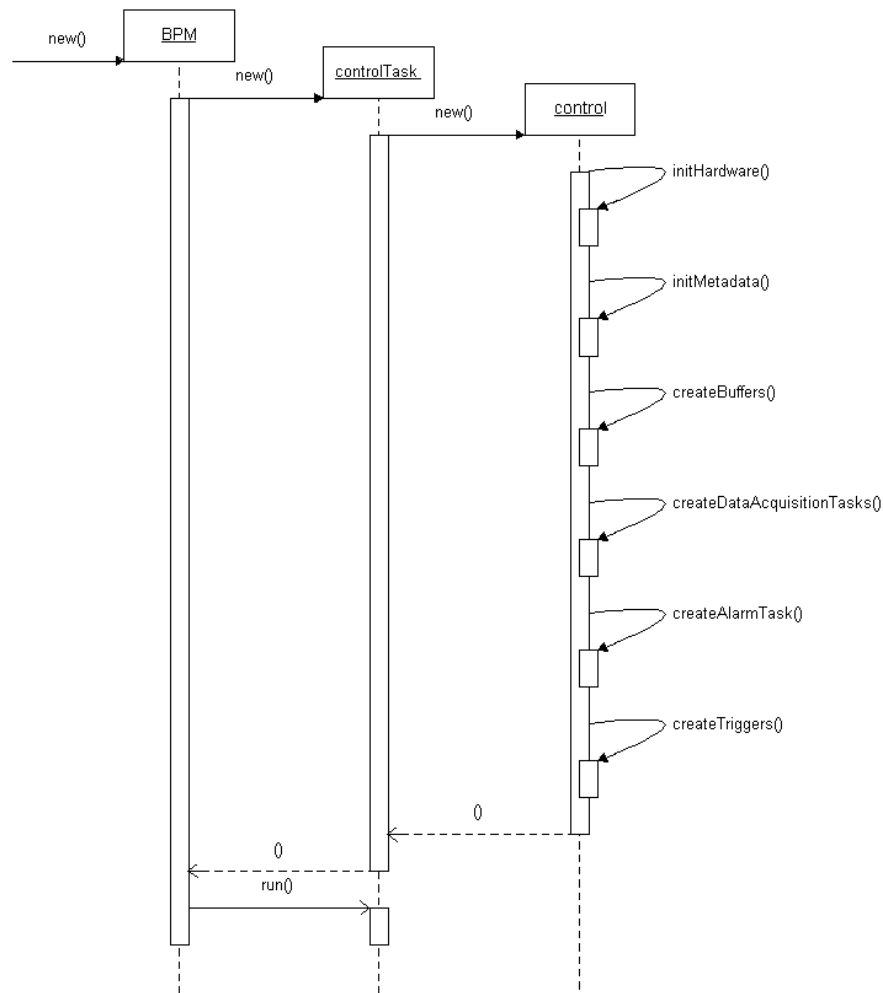 new()
BPM
new()
controlTask
new()
control
initHardware()
initMetadata()
createBuffers()
createDataAcquisitionTasks()
createAlarmTask()
createTriggers()
()
()
run()